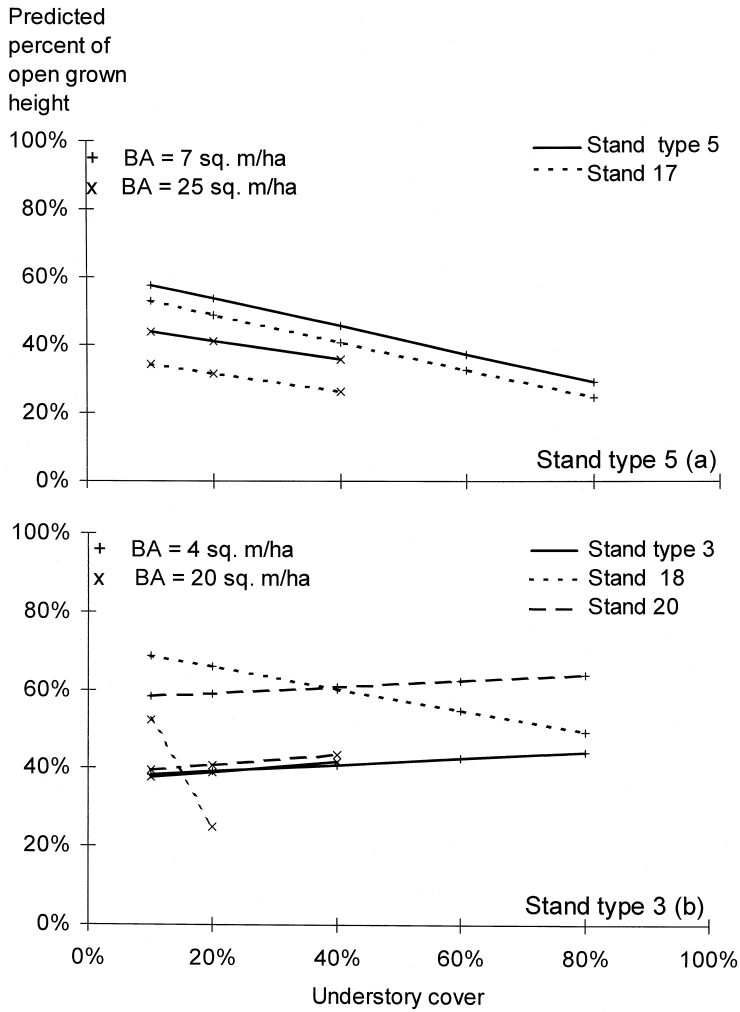 Predicted
percent of
open grown
height
100%
80%
60%
40%
20%
0%
+ BA = 7 sq. m/ha
x BA = 25 sq. m/ha
Stand type 5
Stand 17
Stand type 5 (a)
100%
80%
60%
40%
20%
0%
+ BA = 4 sq. m/ha
x BA = 20 sq. m/ha
Stand type 3
Stand 18
Stand 20
Stand type 3 (b)
0% 20% 40% 60% 80% 100%
Understory cover